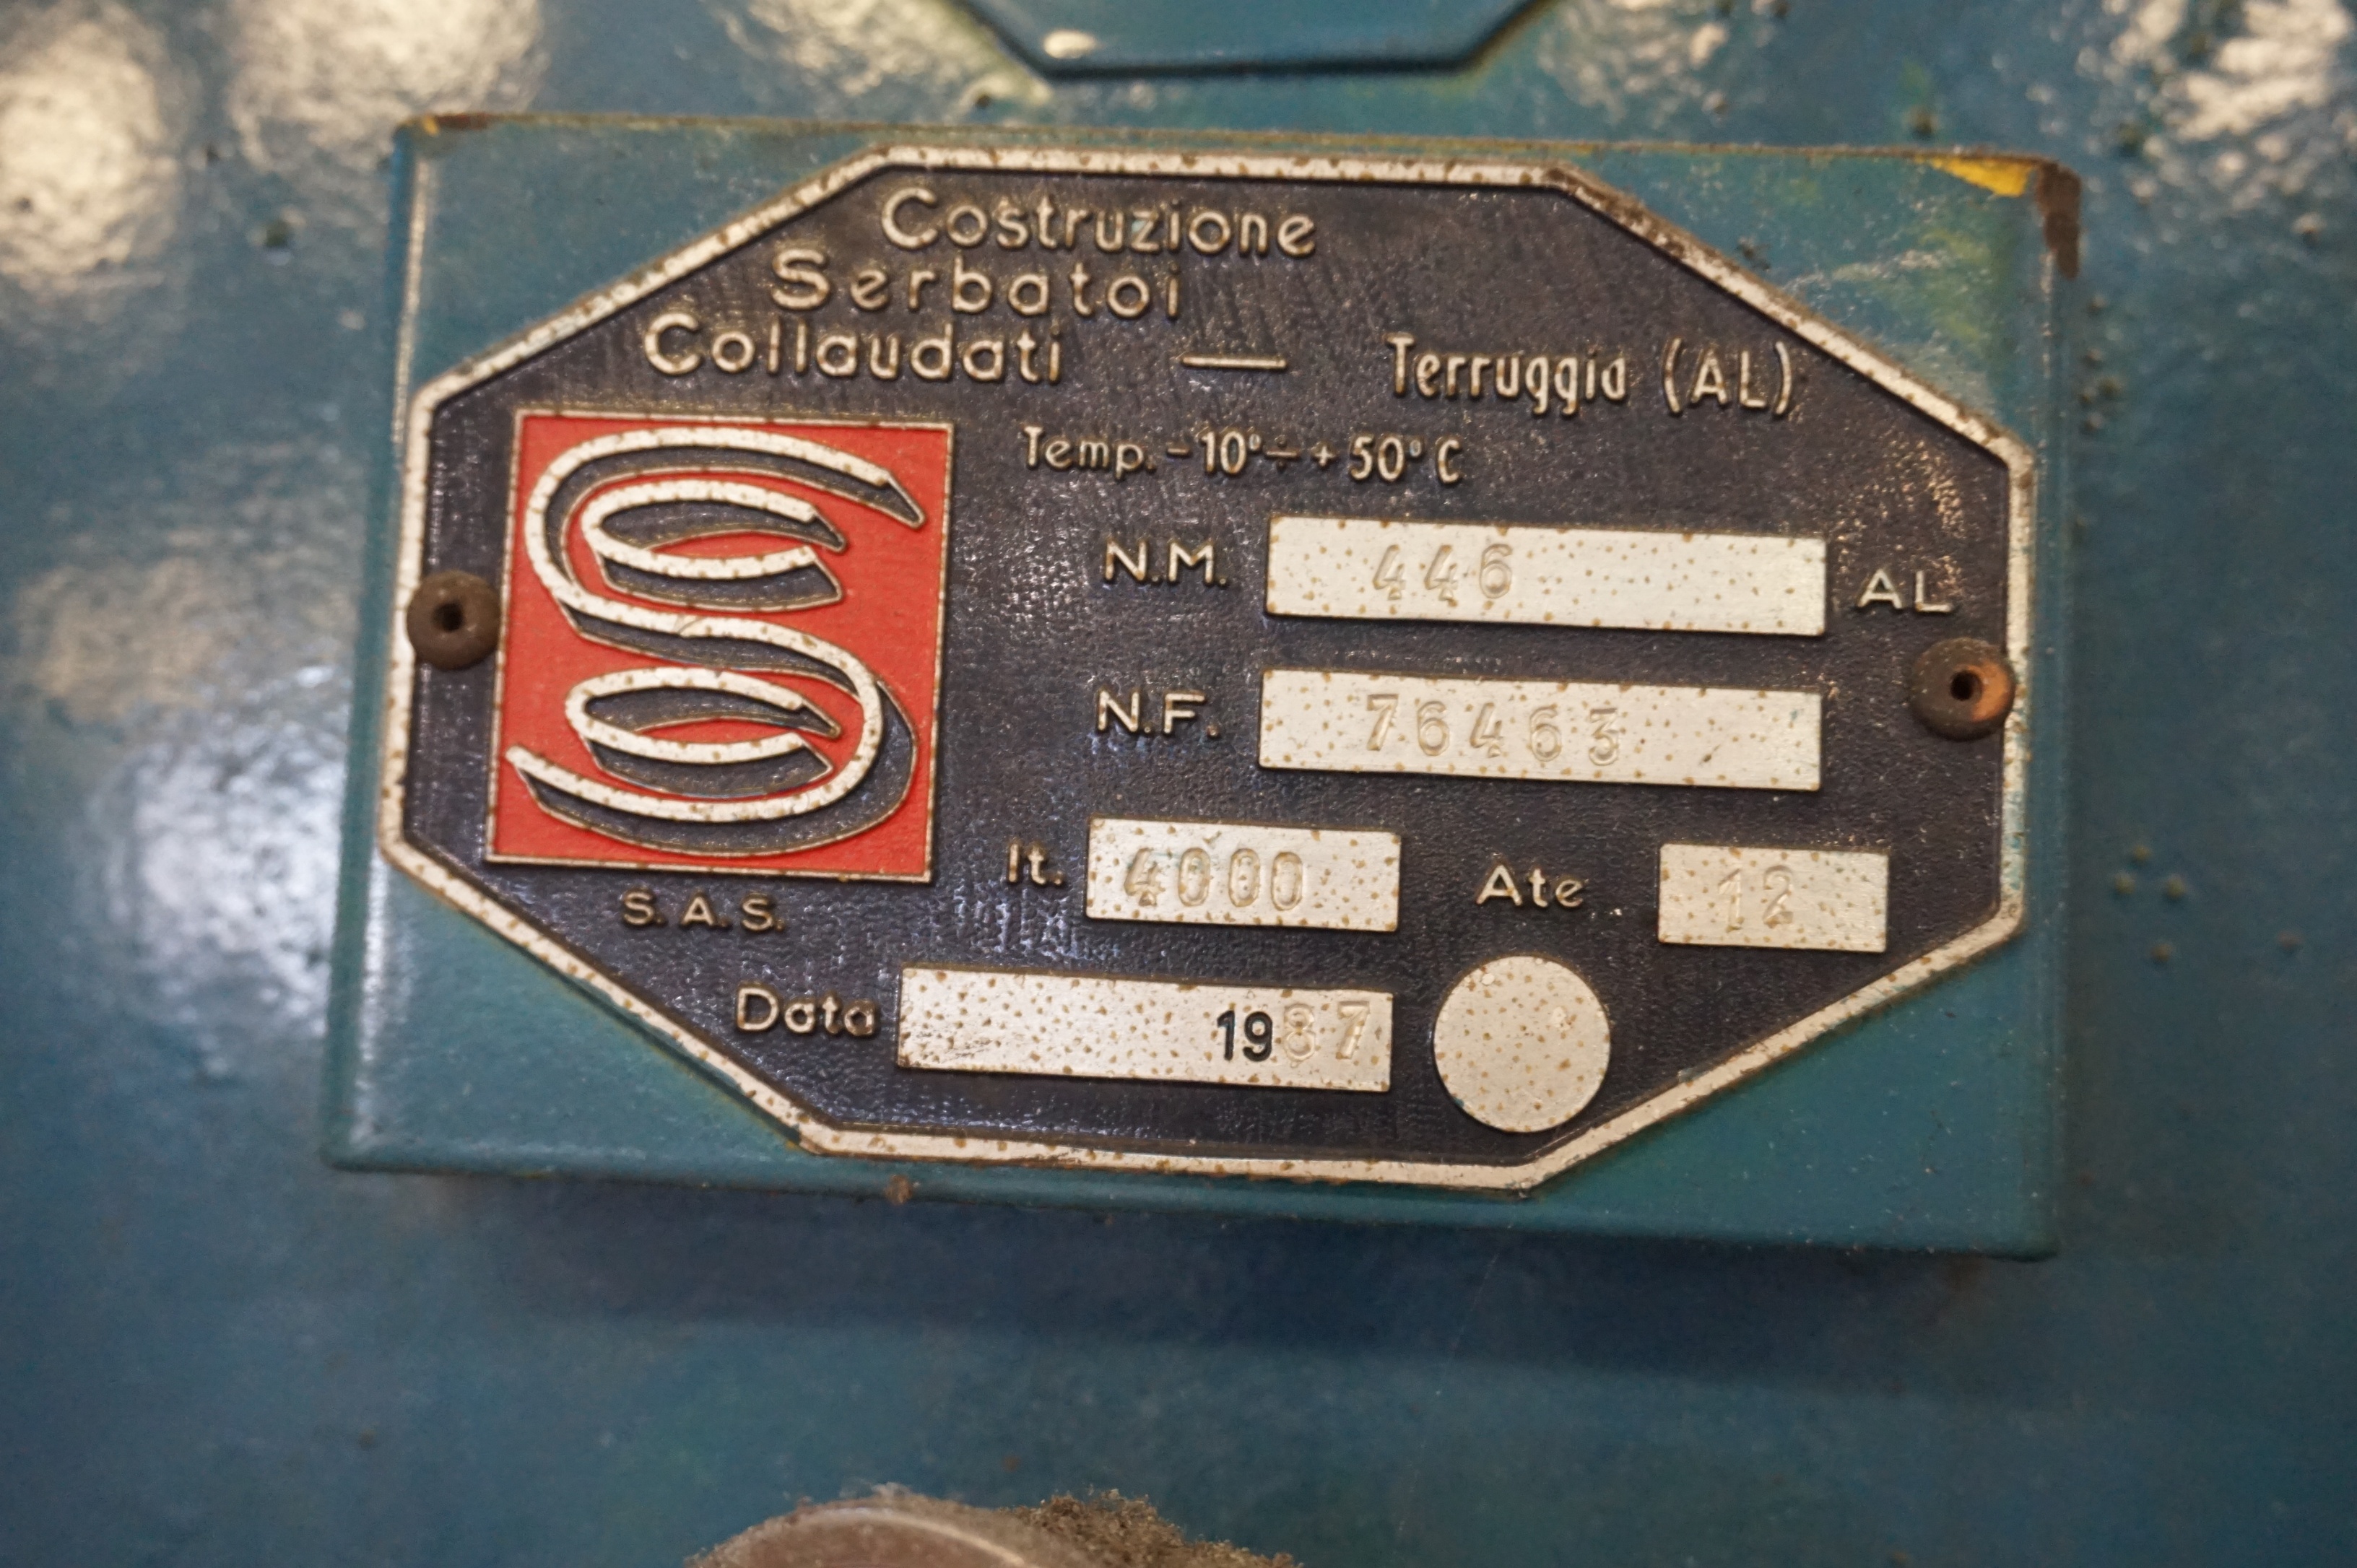 Costruzione
Serbatoi
Collaudati — Terruggia (AL)
Temp. -10° ÷ + 50° C
N.M. 446 AL
N.F. 76463
lt. 4000 Ate 12
S.A.S.
Data 1987